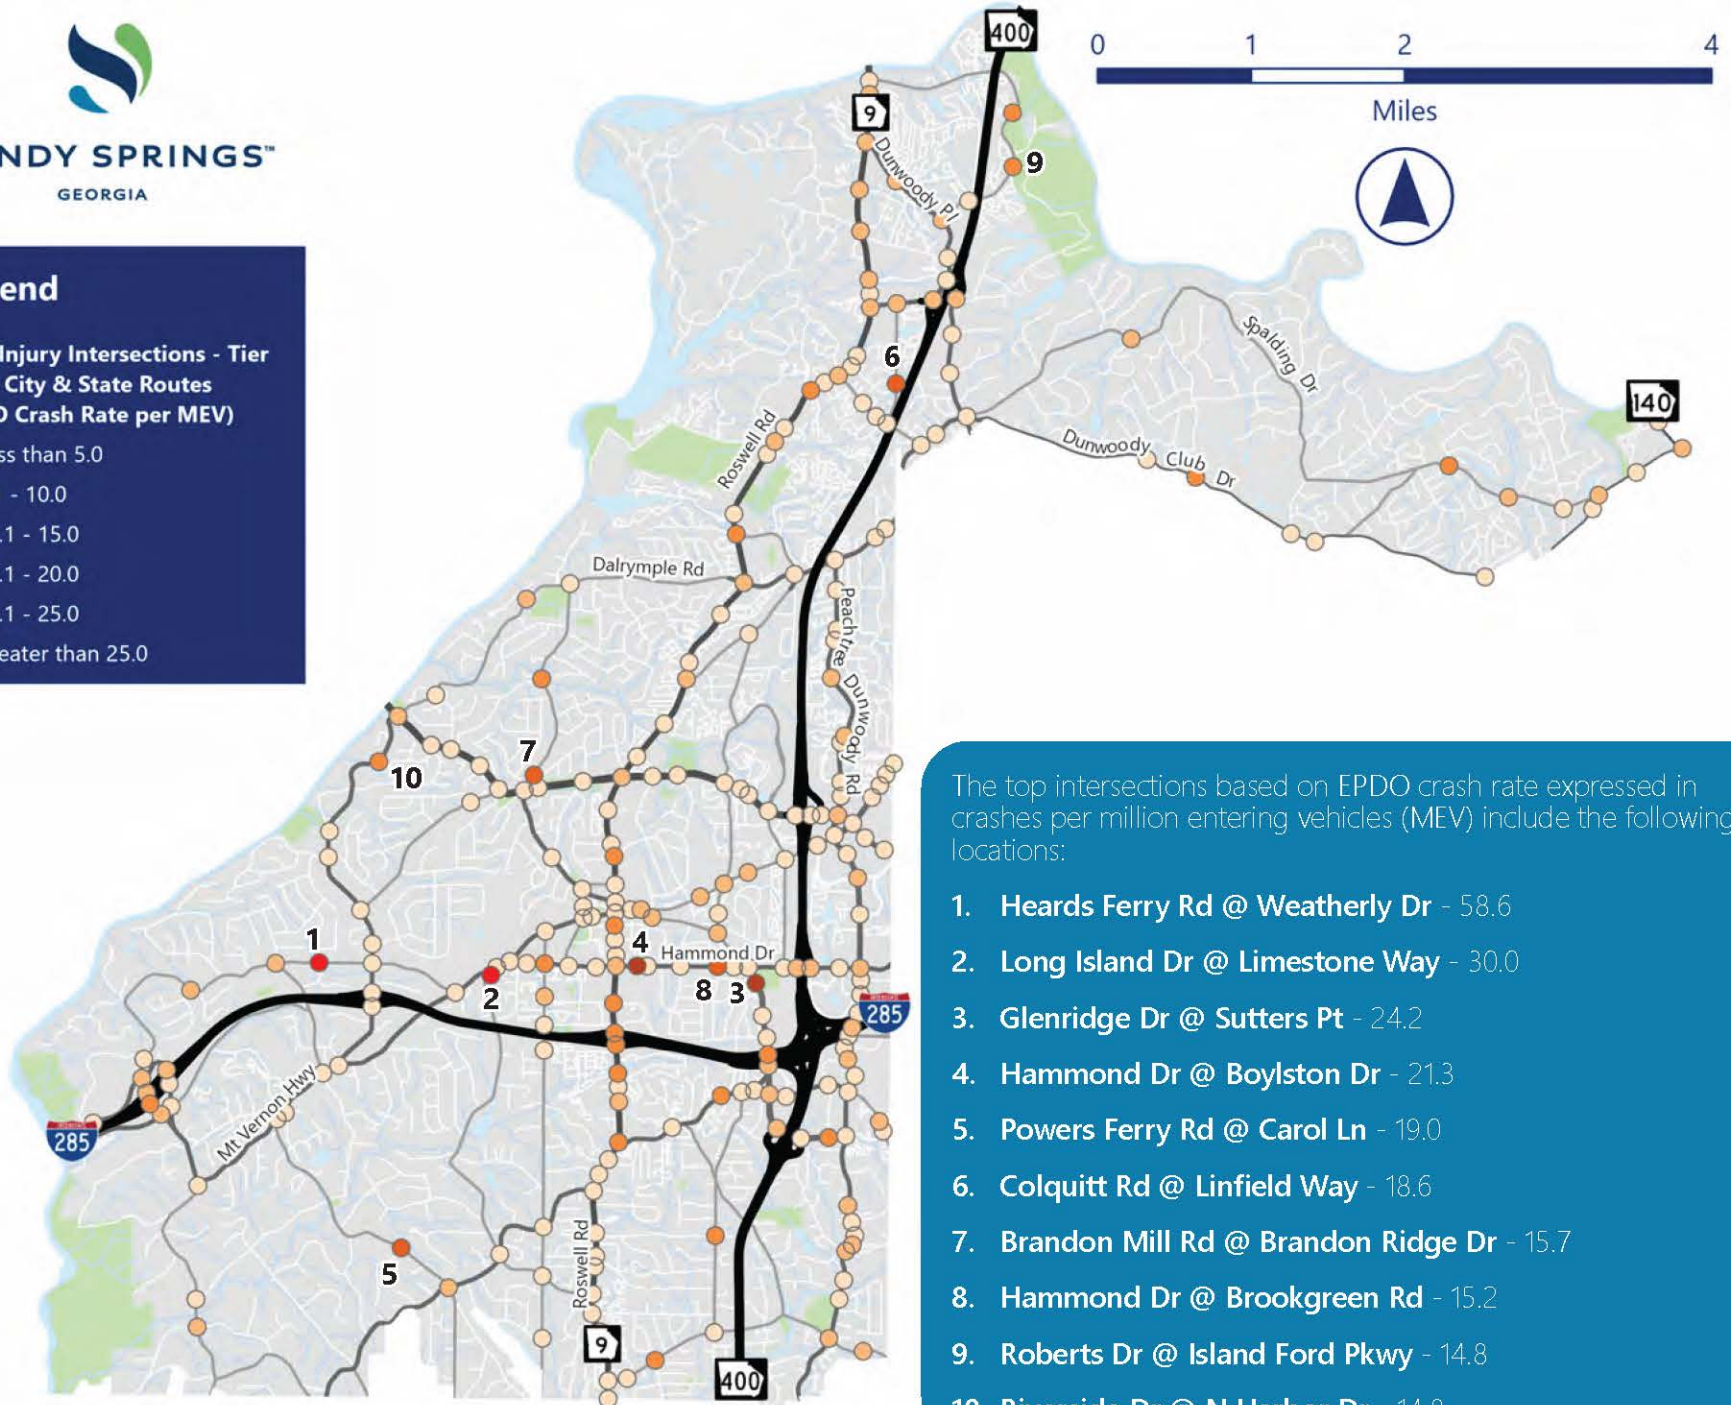 NDY SPRINGS™
GEORGIA
end
Injury Intersections - Tier
City & State Routes
O Crash Rate per MEV)
ss than 5.0
- 10.0
.1 - 15.0
.1 - 20.0
.1 - 25.0
eater than 25.0
0 1 2 4
Miles
400
9
Dunwoody Pl
9
6
Spalding Dr
140
Roswell Rd
Dunwoody Club Dr
Dalrymple Rd
Peachtree Dunwoody Rd
7
10
1
4
Hammond Dr
2
8
3
285
Mt Vernon Hwy
285
5
Roswell Rd
9
400
The top intersections based on EPDO crash rate expressed in
crashes per million entering vehicles (MEV) include the following
locations:
1. Heards Ferry Rd @ Weatherly Dr - 58.6
2. Long Island Dr @ Limestone Way - 30.0
3. Glenridge Dr @ Sutters Pt - 24.2
4. Hammond Dr @ Boylston Dr - 21.3
5. Powers Ferry Rd @ Carol Ln - 19.0
6. Colquitt Rd @ Linfield Way - 18.6
7. Brandon Mill Rd @ Brandon Ridge Dr - 15.7
8. Hammond Dr @ Brookgreen Rd - 15.2
9. Roberts Dr @ Island Ford Pkwy - 14.8
10. Riverside Dr @ N Harbor Dr